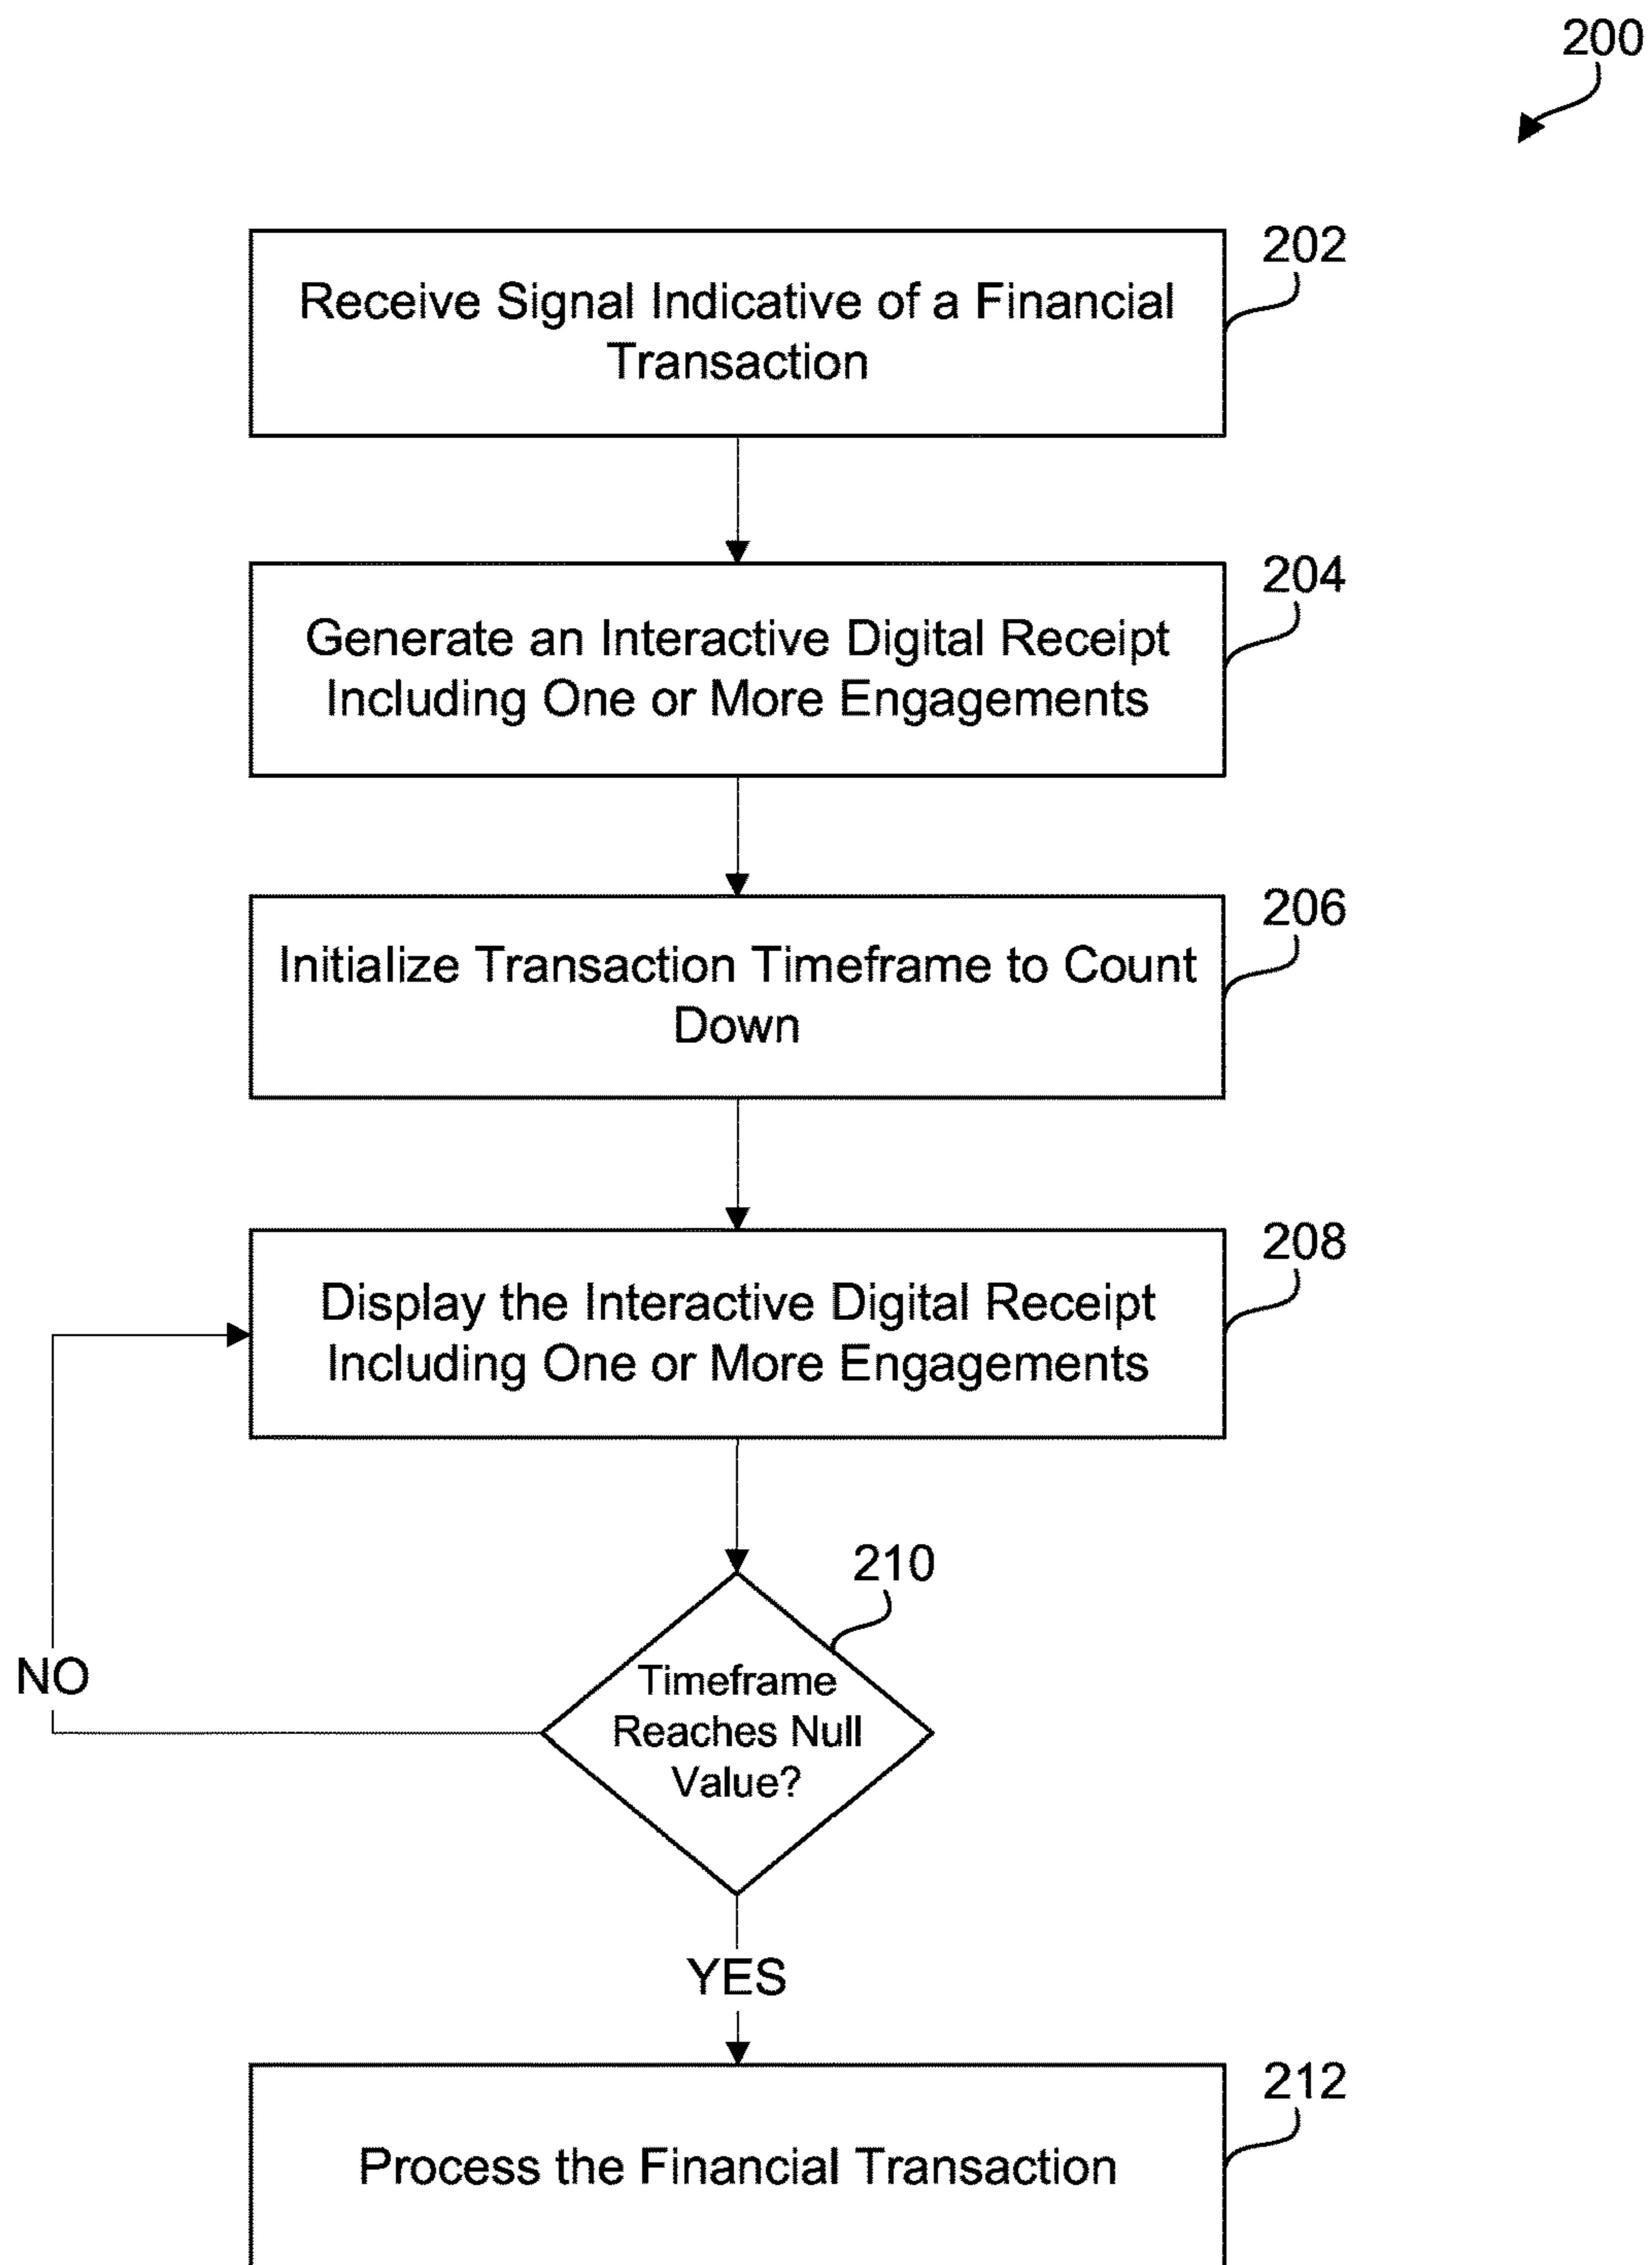 200
202
Receive Signal Indicative of a Financial
Transaction
204
Generate an Interactive Digital Receipt
Including One or More Engagements
206
Initialize Transaction Timeframe to Count
Down
208
Display the Interactive Digital Receipt
Including One or More Engagements
210
Timeframe
Reaches Null
Value?
NO
YES
212
Process the Financial Transaction